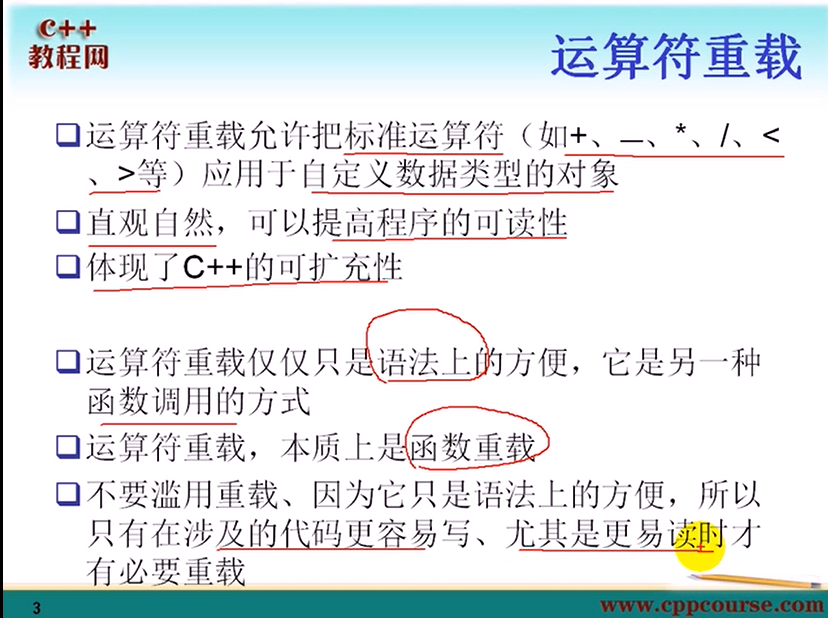 C++
教程网
运算符重载
运算符重载允许把标准运算符（如+、—、*、/、<
、>等）应用于自定义数据类型的对象
直观自然，可以提高程序的可读性
体现了C++的可扩充性
运算符重载仅仅只是语法上的方便，它是另一种
函数调用的方式
运算符重载，本质上是函数重载
不要滥用重载、因为它只是语法上的方便，所以
只有在涉及的代码更容易写、尤其是更易读时才
有必要重载
3
www.cppcourse.com